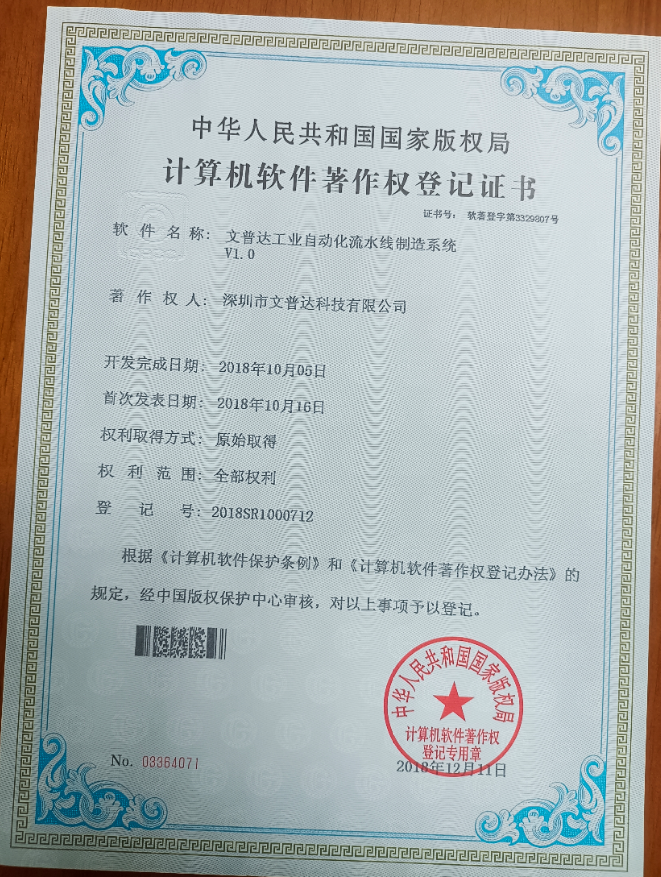 中华人民共和国国家版权局
计算机软件著作权登记证书
证书号： 软著登字第3329807号
软件名称： 文普达工业自动化流水线制造系统
V1.0
著作权人： 深圳市文普达科技有限公司
开发完成日期： 2018年10月05日
首次发表日期： 2018年10月16日
权利取得方式： 原始取得
权利范围： 全部权利
登记号： 2018SR1000712
根据《计算机软件保护条例》和《计算机软件著作权登记办法》的
规定，经中国版权保护中心审核，对以上事项予以登记。
中华人民共和国国家版权局
计算机软件著作权
登记专用章
No. 03364071
2018年12月11日